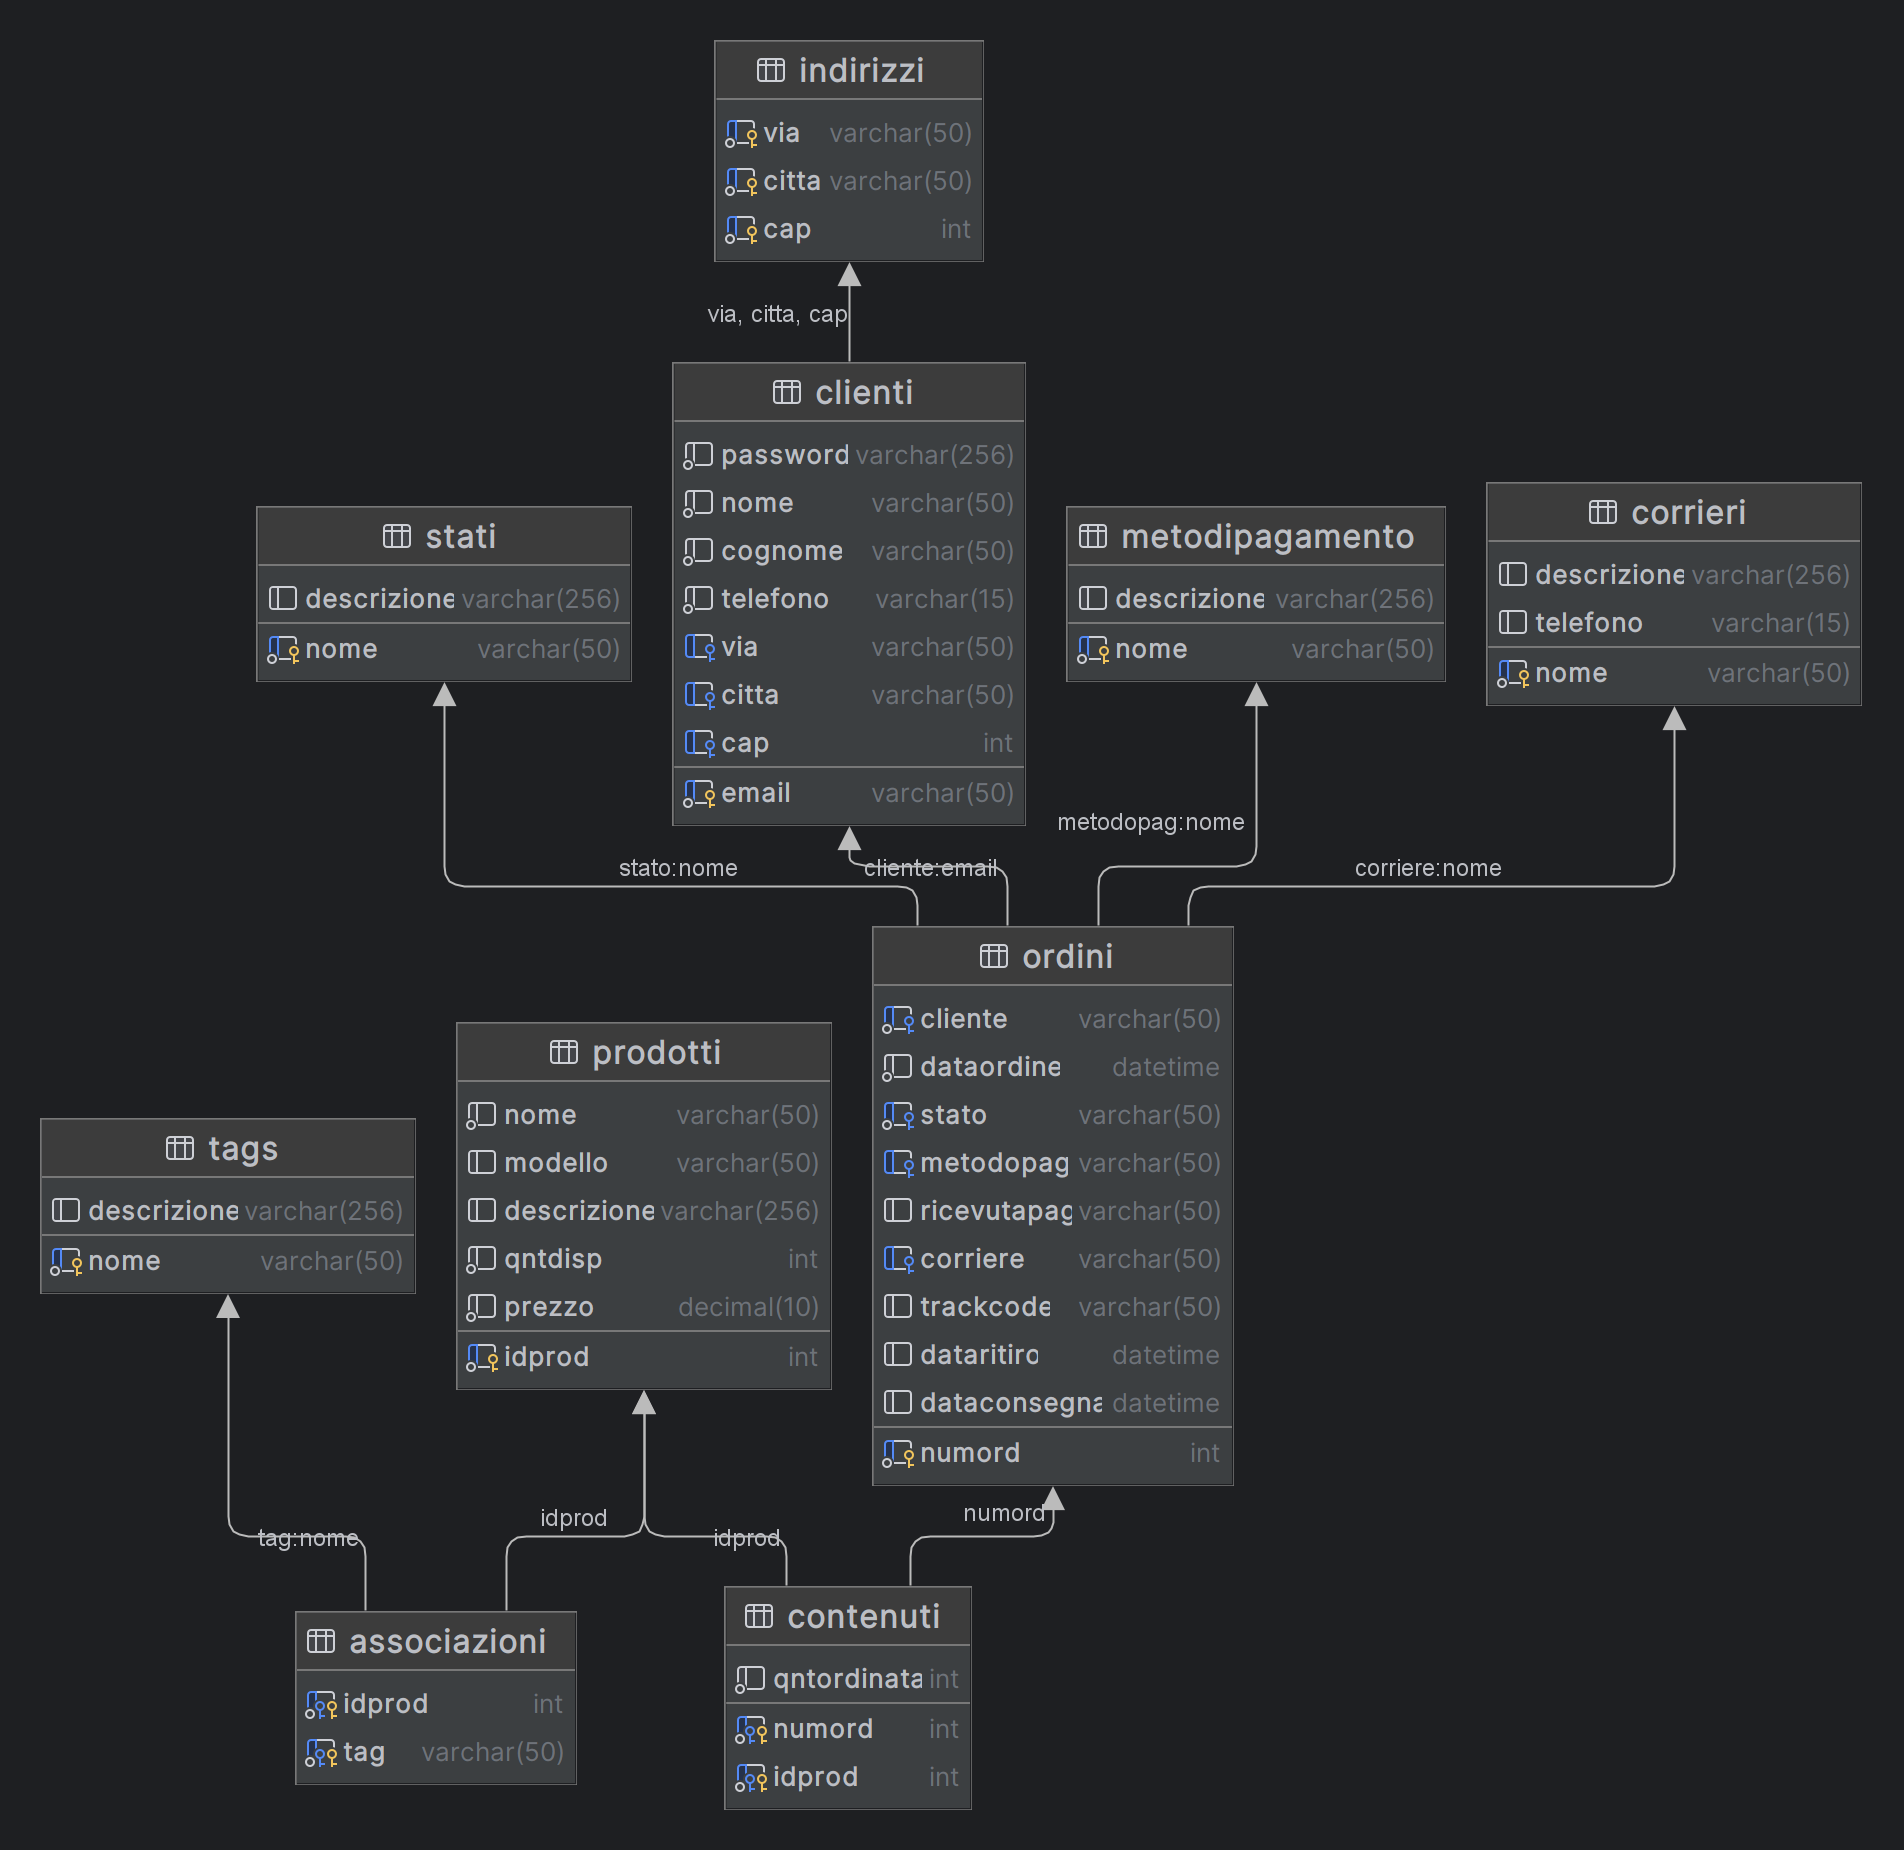 indirizzi
via varchar(50)
citta varchar(50)
cap int
via, citta, cap
clienti
password varchar(256)
nome varchar(50)
cognome varchar(50)
telefono varchar(15)
via varchar(50)
citta varchar(50)
cap int
email varchar(50)
stati
descrizione varchar(256)
nome varchar(50)
metodipagamento
descrizione varchar(256)
nome varchar(50)
corrieri
descrizione varchar(256)
telefono varchar(15)
nome varchar(50)
stato:nome
cliente:email
metodopag:nome
corriere:nome
ordini
cliente varchar(50)
dataordine datetime
stato varchar(50)
metodopag varchar(50)
ricevutapag varchar(50)
corriere varchar(50)
trackcode varchar(50)
dataritiro datetime
dataconsegna datetime
numord int
prodotti
nome varchar(50)
modello varchar(50)
descrizione varchar(256)
qntdisp int
prezzo decimal(10)
idprod int
tags
descrizione varchar(256)
nome varchar(50)
tag:nome
idprod
idprod
numord
associazioni
idprod int
tag varchar(50)
contenuti
qntordinata int
numord int
idprod int